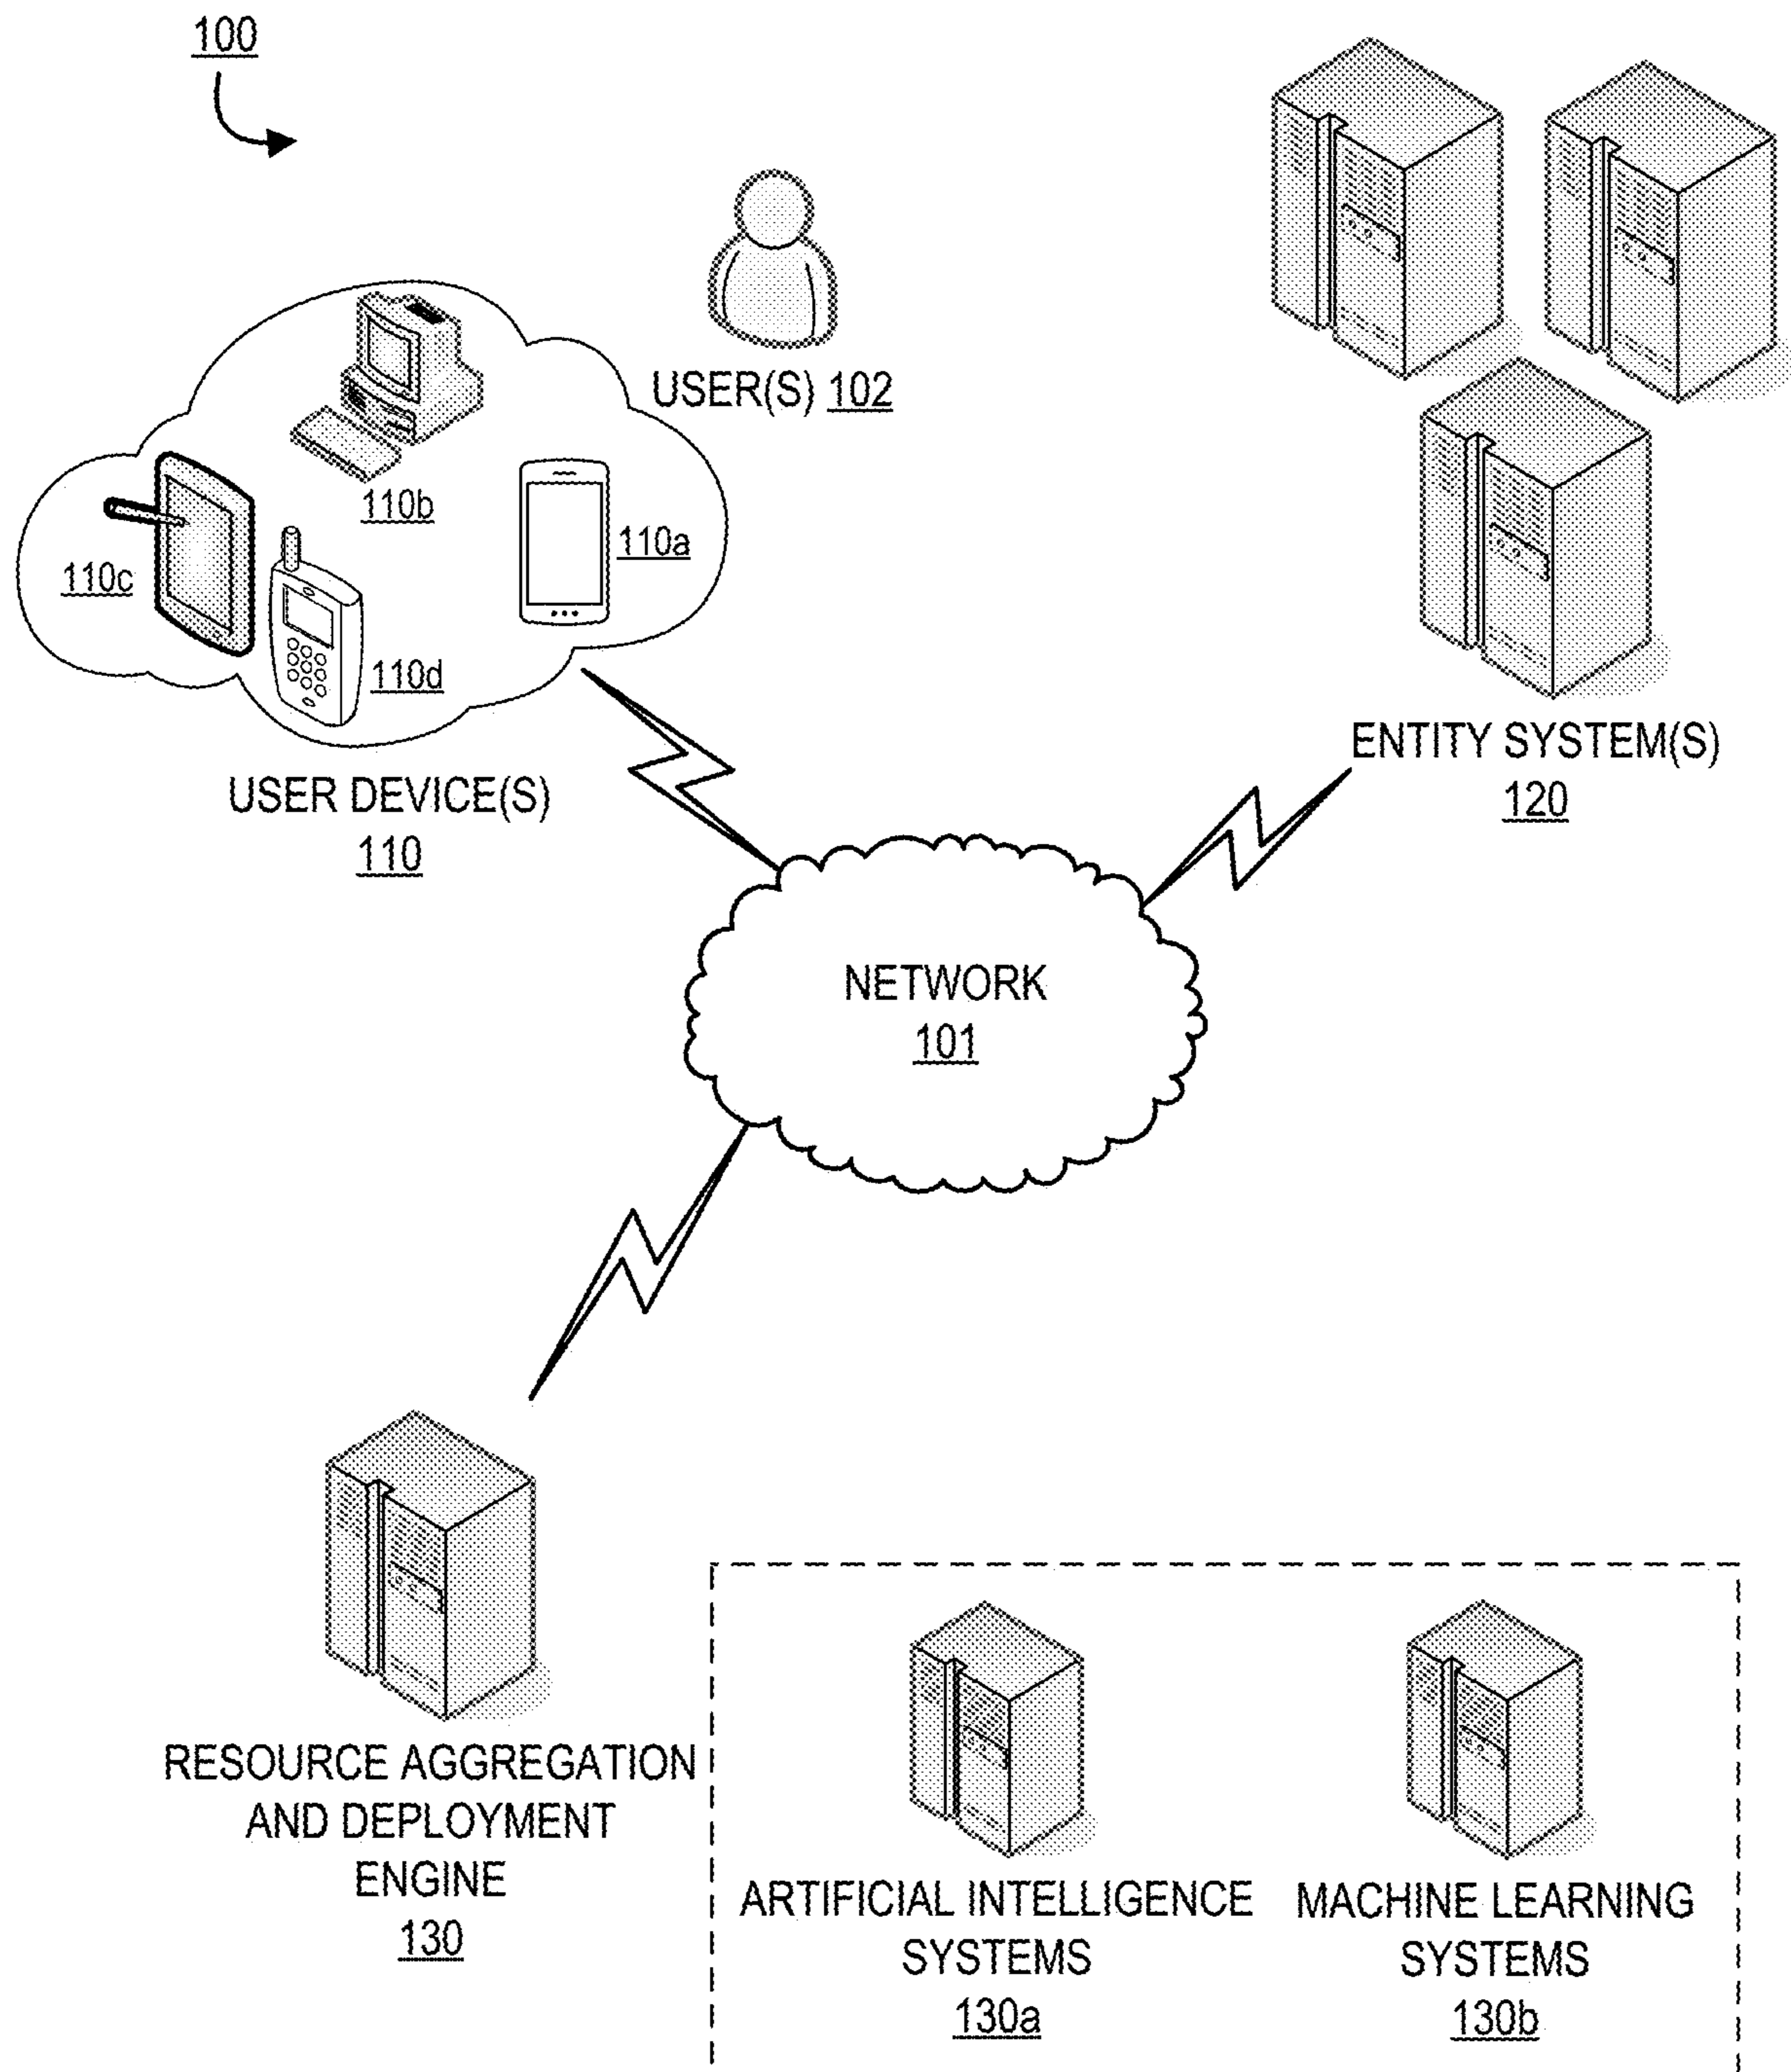 100
USER(S) 102
110b
110a
110c
110d
USER DEVICE(S)
110
ENTITY SYSTEM(S)
120
NETWORK
101
RESOURCE AGGREGATION
AND DEPLOYMENT
ENGINE
130
ARTIFICIAL INTELLIGENCE
SYSTEMS
130a
MACHINE LEARNING
SYSTEMS
130b